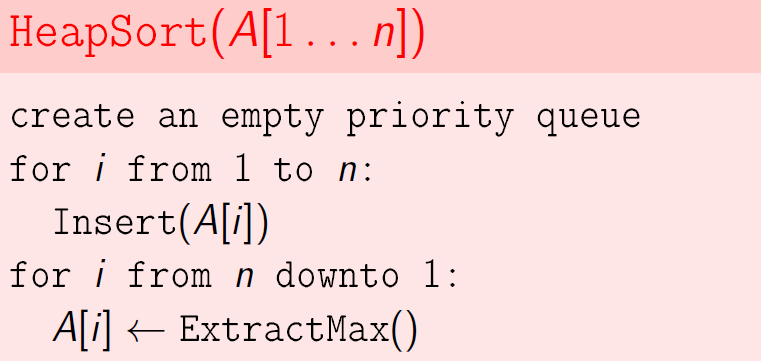 HeapSort(A[1 . . . n])
create an empty priority queue
for i from 1 to n:
Insert(A[i])
for i from n downto 1:
A[i] ← ExtractMax()